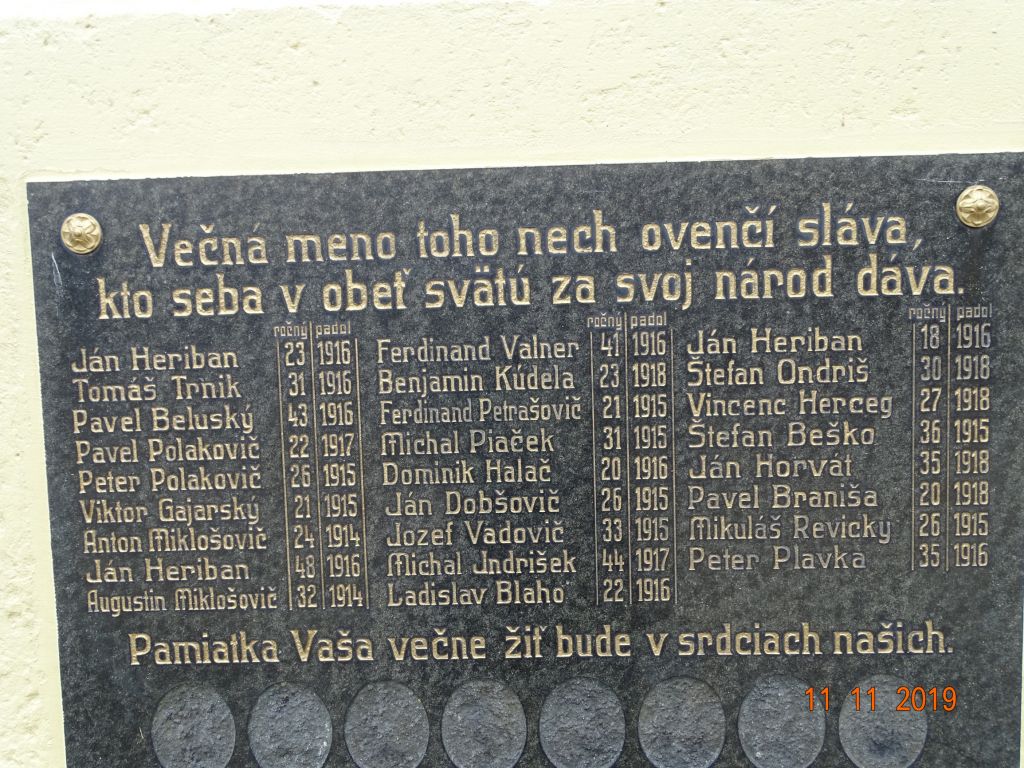 Večná meno toho nech ovenčí sláva,
kto seba v obeť svätú za svoj národ dáva.
ročný padol
Ján Heriban 23 1916
Tomáš Trnik 31 1916
Pavel Beluský 43 1916
Pavel Polakovič 22 1917
Peter Polakovič 26 1915
Viktor Gajarský 21 1915
Anton Miklošovič 24 1914
Ján Heriban 48 1916
Augustin Miklošovič 32 1914
ročný padol
Ferdinand Valner 41 1916
Benjamin Kúdela 23 1918
Ferdinand Petrašovič 21 1915
Michal Piaček 31 1915
Dominik Halač 20 1916
Ján Dobšovič 26 1915
Jozef Vadovič 33 1915
Michal Jndrišek 44 1917
Ladislav Blaho 22 1916
ročný padol
Ján Heriban 18 1916
Štefan Ondriš 30 1918
Vincenc Herceg 27 1918
Štefan Beško 36 1915
Ján Horvát 35 1918
Pavel Braniša 20 1918
Mikuláš Revicky 26 1915
Peter Plavka 35 1916
Pamiatka Vaša večne žiť bude v srdciach našich.
11 11 2019